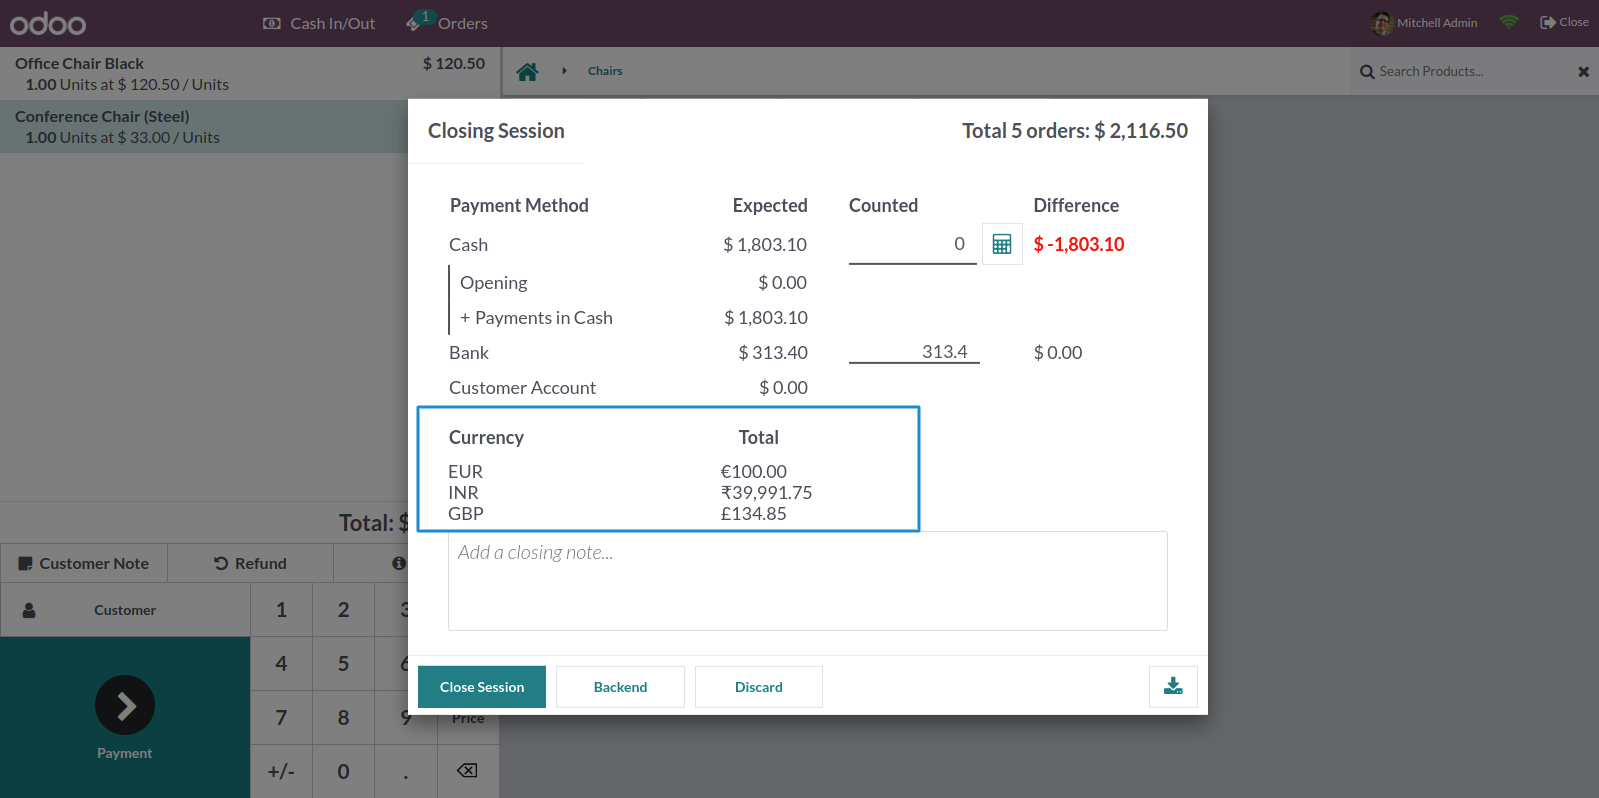 odoo
Cash In/Out
1
Orders
Mitchell Admin
Close
Office Chair Black
$ 120.50
1.00 Units at $ 120.50 / Units
Conference Chair (Steel)
1.00 Units at $ 33.00 / Units
Chairs
Search Products...
Closing Session
Total 5 orders: $ 2,116.50
Payment Method Expected Counted Difference
Cash $ 1,803.10 0 $ -1,803.10
Opening $ 0.00
+ Payments in Cash $ 1,803.10
Bank $ 313.40 313.4 $ 0.00
Customer Account $ 0.00
Currency Total
EUR €100.00
INR ₹39,991.75
GBP £134.85
Add a closing note...
Close Session
Backend
Discard
Total: $
Customer Note
Refund
Customer
1 2 3
4 5 6
7 8 9 Price
+/- 0 .
Payment